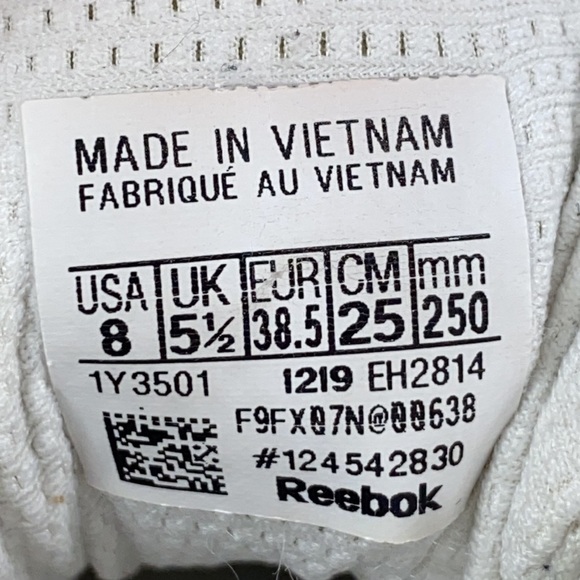 MADE IN VIETNAM
FABRIQUÉ AU VIETNAM
USA UK EUR CM mm
8 5½ 38.5 25 250
1Y3501 1219 EH2814
F9FX07N@00638
#124542830
Reebok